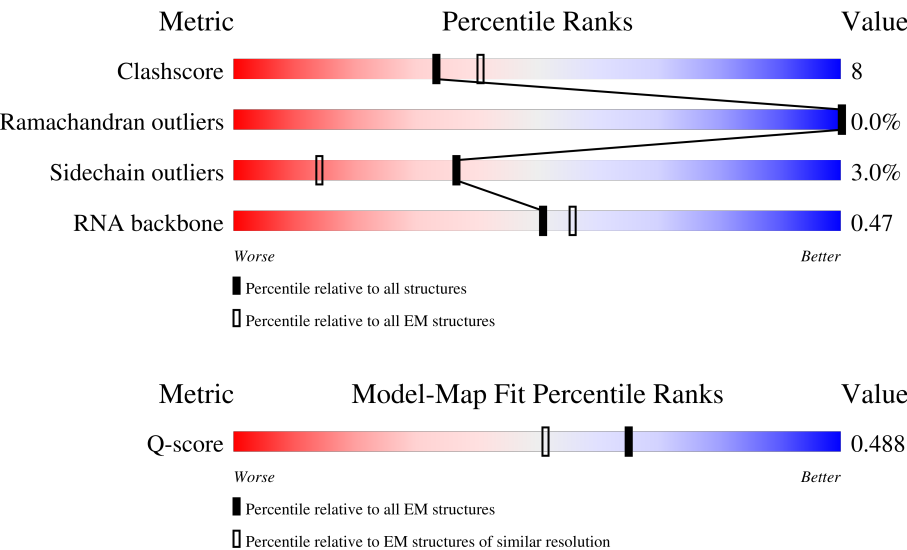 Metric Percentile Ranks Value
Clashscore 8
Ramachandran outliers 0.0%
Sidechain outliers 3.0%
RNA backbone 0.47
Worse Better
Percentile relative to all structures
Percentile relative to all EM structures
Metric Model-Map Fit Percentile Ranks Value
Q-score 0.488
Worse Better
Percentile relative to all EM structures
Percentile relative to EM structures of similar resolution